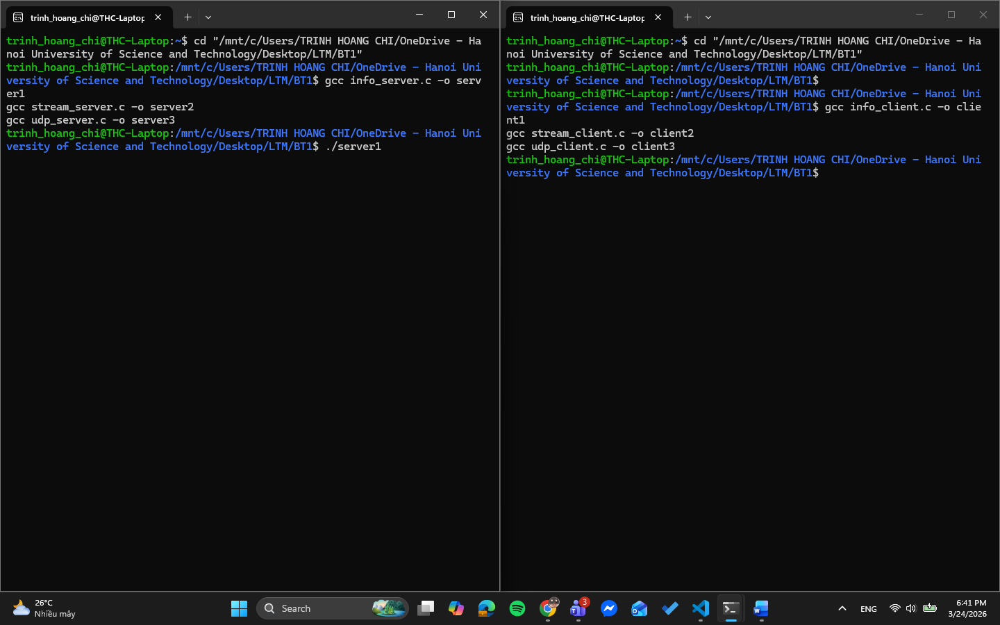 trinh_hoang_chi@THC-Laptop
trinh_hoang_chi@THC-Laptop:~$ cd "/mnt/c/Users/TRINH HOANG CHI/OneDrive - Ha
noi University of Science and Technology/Desktop/LTM/BT1"
trinh_hoang_chi@THC-Laptop:/mnt/c/Users/TRINH HOANG CHI/OneDrive - Hanoi Uni
versity of Science and Technology/Desktop/LTM/BT1$ gcc info_server.c -o serv
er1
gcc stream_server.c -o server2
gcc udp_server.c -o server3
trinh_hoang_chi@THC-Laptop:/mnt/c/Users/TRINH HOANG CHI/OneDrive - Hanoi Uni
versity of Science and Technology/Desktop/LTM/BT1$ ./server1
trinh_hoang_chi@THC-Laptop
trinh_hoang_chi@THC-Laptop:~$ cd "/mnt/c/Users/TRINH HOANG CHI/OneDrive - Ha
noi University of Science and Technology/Desktop/LTM/BT1"
trinh_hoang_chi@THC-Laptop:/mnt/c/Users/TRINH HOANG CHI/OneDrive - Hanoi Uni
versity of Science and Technology/Desktop/LTM/BT1$
trinh_hoang_chi@THC-Laptop:/mnt/c/Users/TRINH HOANG CHI/OneDrive - Hanoi Uni
versity of Science and Technology/Desktop/LTM/BT1$ gcc info_client.c -o clie
nt1
gcc stream_client.c -o client2
gcc udp_client.c -o client3
trinh_hoang_chi@THC-Laptop:/mnt/c/Users/TRINH HOANG CHI/OneDrive - Hanoi Uni
versity of Science and Technology/Desktop/LTM/BT1$
26°C
Nhiều mây
Search
3
ENG
6:41 PM
3/24/2026